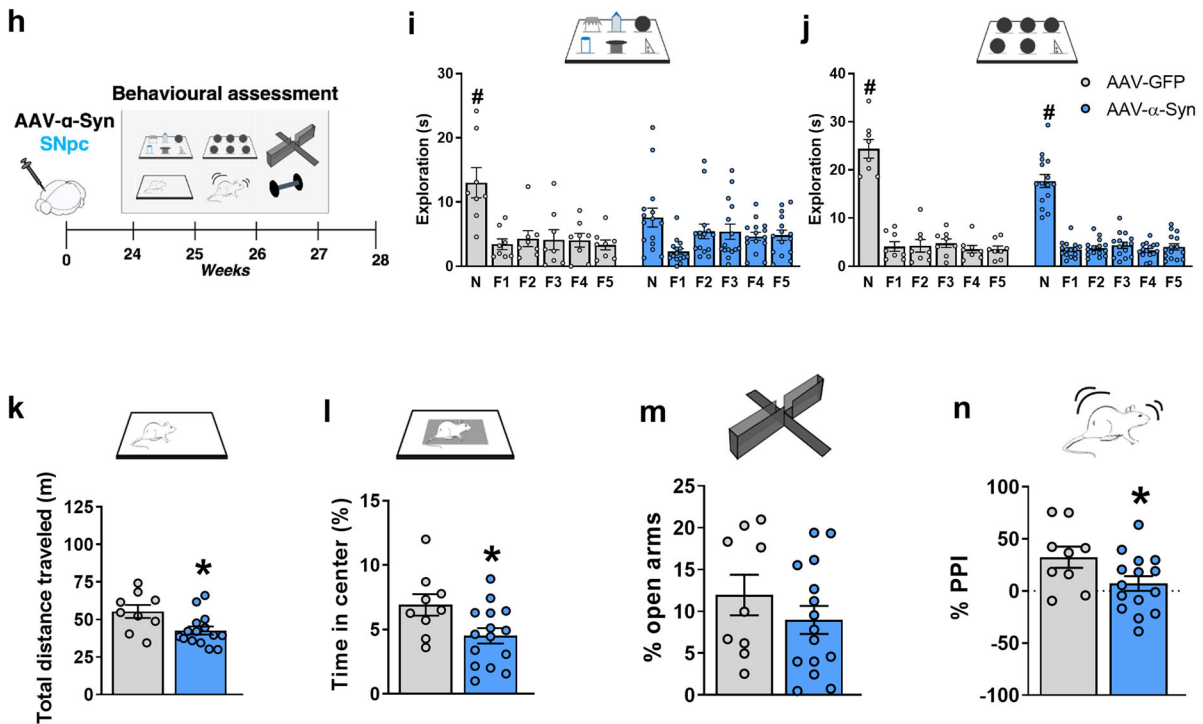 h
Behavioural assessment
AAV-α-Syn
SNpc
0 24 25 26 27 28
Weeks
i
Exploration (s)
30
20
10
0
#
N F1 F2 F3 F4 F5 N F1 F2 F3 F4 F5
j
Exploration (s)
40
30
20
10
0
#
#
AAV-GFP
AAV-α-Syn
N F1 F2 F3 F4 F5 N F1 F2 F3 F4 F5
k
Total distance traveled (m)
125
100
75
50
25
0
*
l
Time in center (%)
15
10
5
0
*
m
% open arms
25
20
15
10
5
0
n
% PPI
100
50
0
-50
-100
*